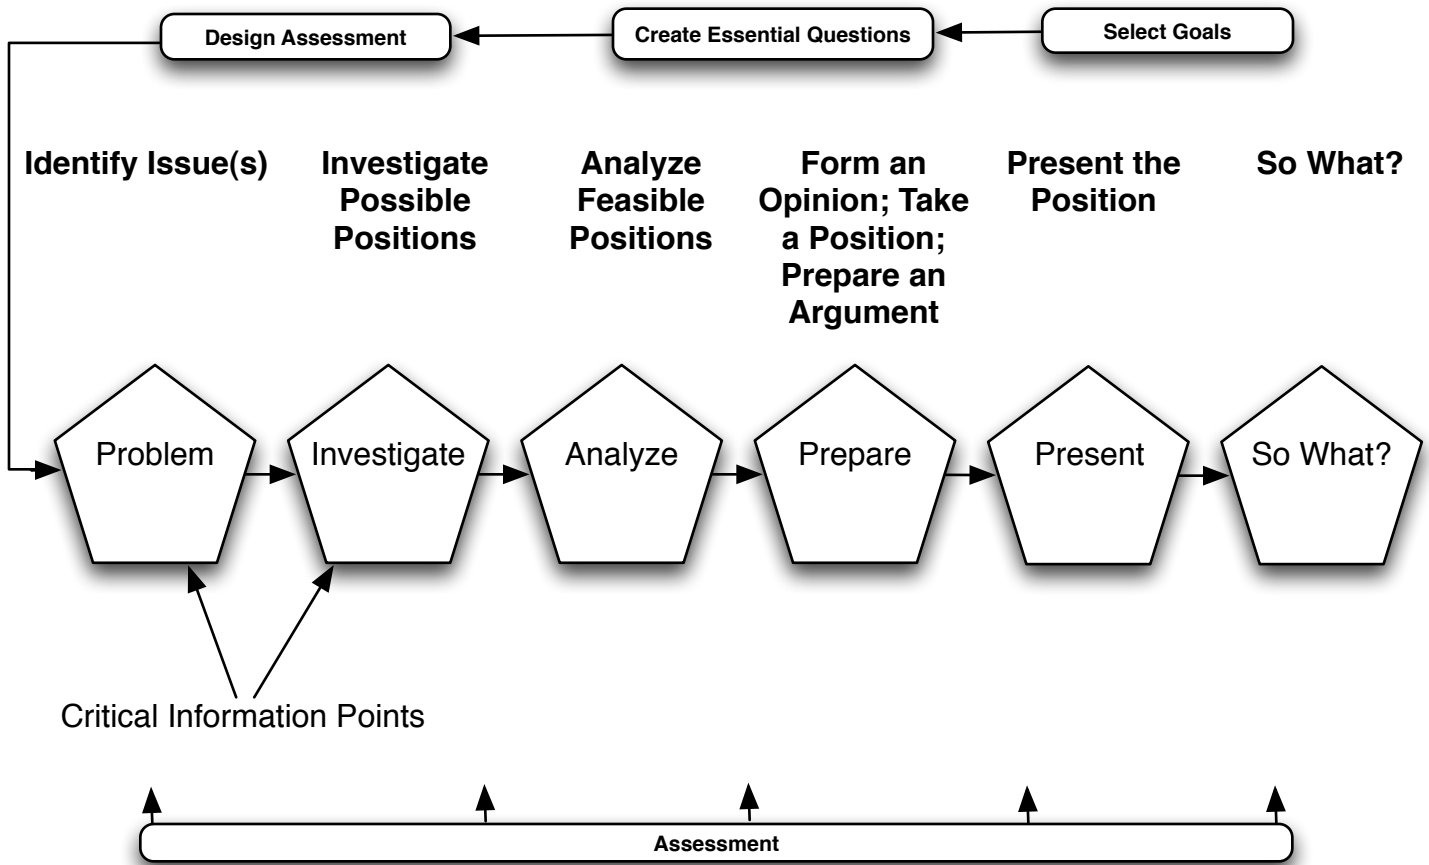 Design Assessment
Create Essential Questions
Select Goals
Identify Issue(s)
Investigate
Possible
Positions
Analyze
Feasible
Positions
Form an
Opinion; Take
a Position;
Prepare an
Argument
Present the
Position
So What?
Problem
Investigate
Analyze
Prepare
Present
So What?
Critical Information Points
Assessment